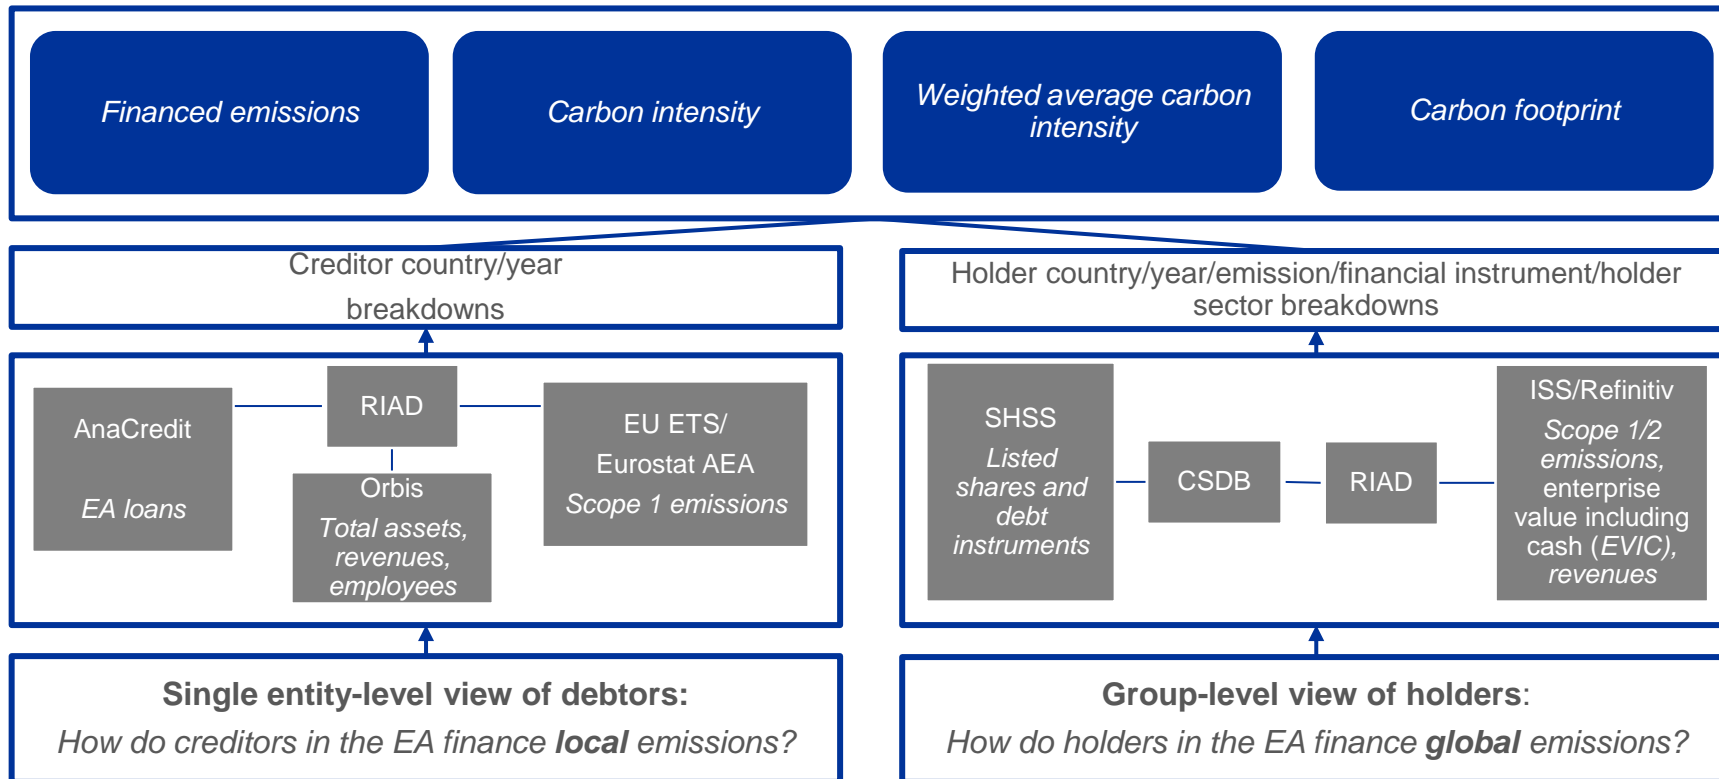 Financed emissions
Carbon intensity
Weighted average carbon
intensity
Carbon footprint
Creditor country/year
breakdowns
Holder country/year/emission/financial instrument/holder
sector breakdowns
AnaCredit
EA loans
RIAD
Orbis
Total assets,
revenues,
employees
EU ETS/
Eurostat AEA
Scope 1 emissions
SHSS
Listed
shares and
debt
instruments
CSDB
RIAD
ISS/Refinitiv
Scope 1/2
emissions,
enterprise
value including
cash (EVIC),
revenues
Single entity-level view of debtors:
How do creditors in the EA finance local emissions?
Group-level view of holders:
How do holders in the EA finance global emissions?